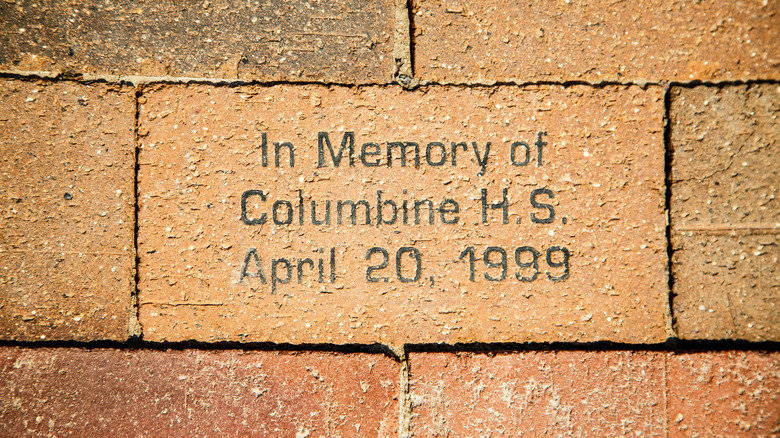 In Memory of
Columbine H.S.
April 20, 1999